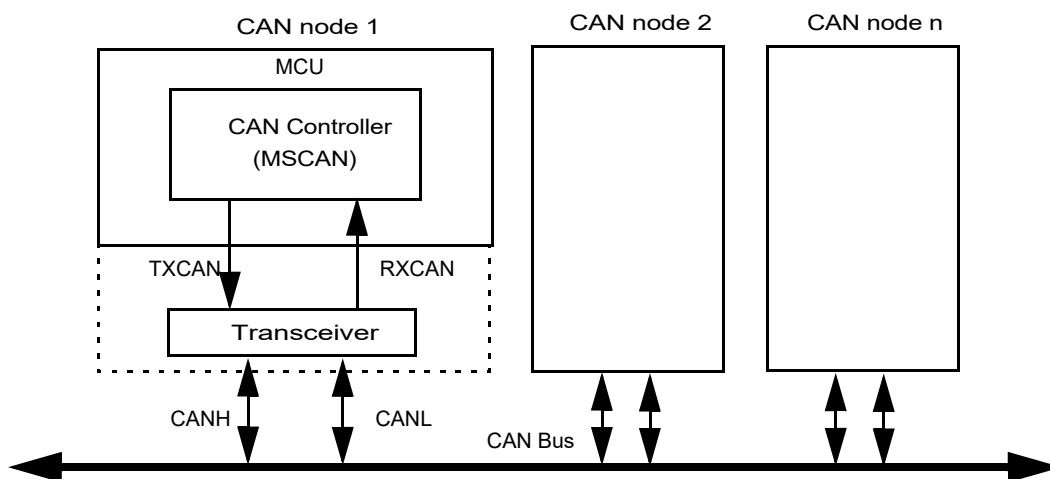 CAN node 1
CAN node 2
CAN node n
MCU
CAN Controller
(MSCAN)
TXCAN
RXCAN
Transceiver
CANH
CANL
CAN Bus